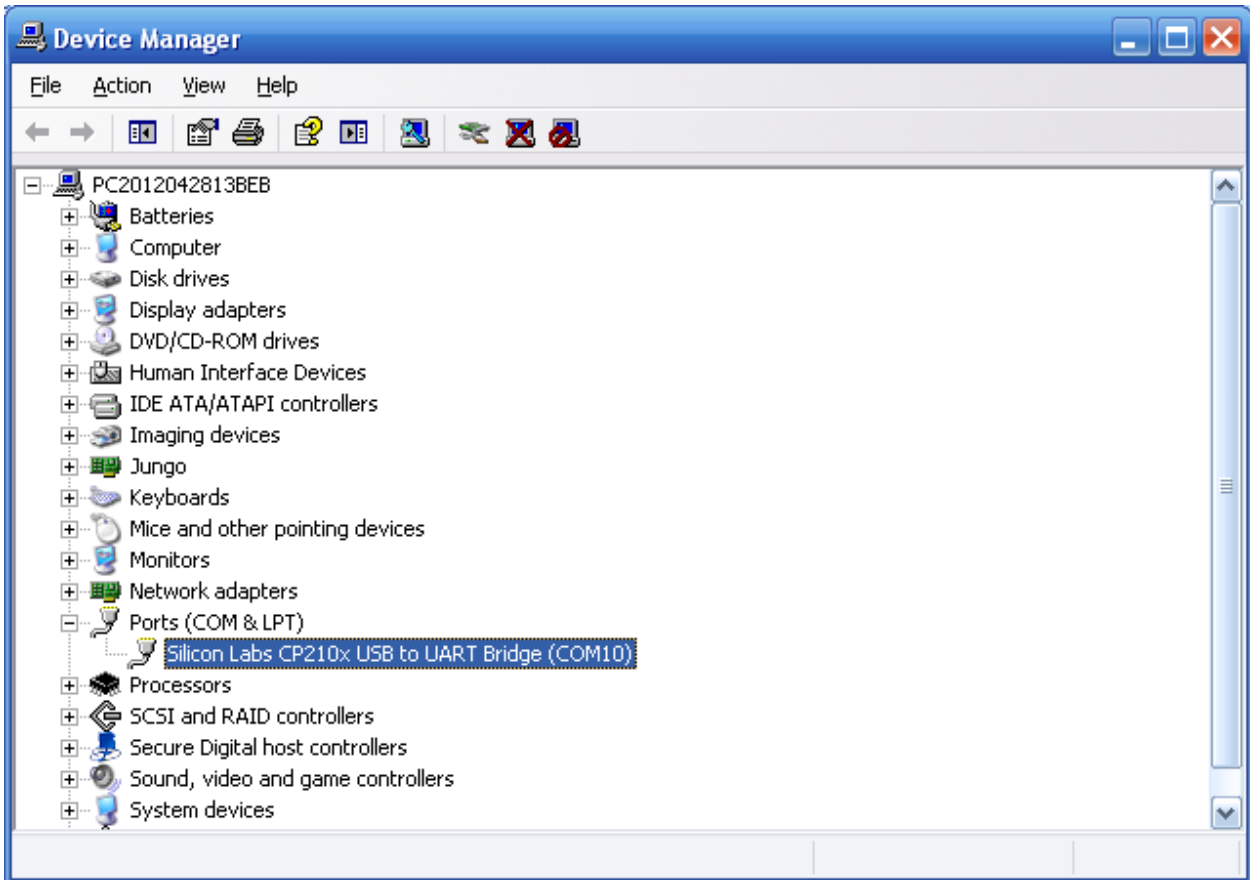 Device Manager
File Action View Help
PC2012042813BEB
Batteries
Computer
Disk drives
Display adapters
DVD/CD-ROM drives
Human Interface Devices
IDE ATA/ATAPI controllers
Imaging devices
Jungo
Keyboards
Mice and other pointing devices
Monitors
Network adapters
Ports (COM & LPT)
Silicon Labs CP210x USB to UART Bridge (COM10)
Processors
SCSI and RAID controllers
Secure Digital host controllers
Sound, video and game controllers
System devices